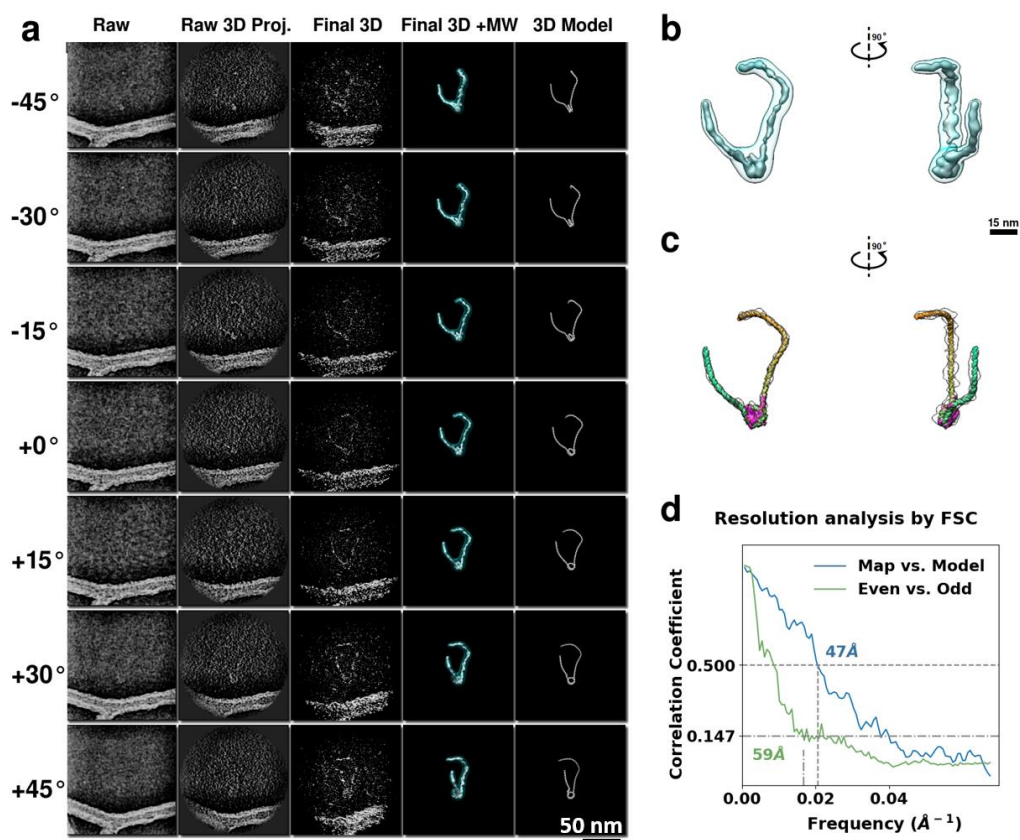 a
Raw Raw 3D Proj. Final 3D Final 3D +MW 3D Model
-45°
-30°
-15°
+0°
+15°
+30°
+45°
50 nm
b
90°
15 nm
c
90°
d
Resolution analysis by FSC
Map vs. Model
Even vs. Odd
47Å
59Å
Correlation Coefficient
0.500
0.147
0.00 0.02 0.04
Frequency (Å⁻¹)